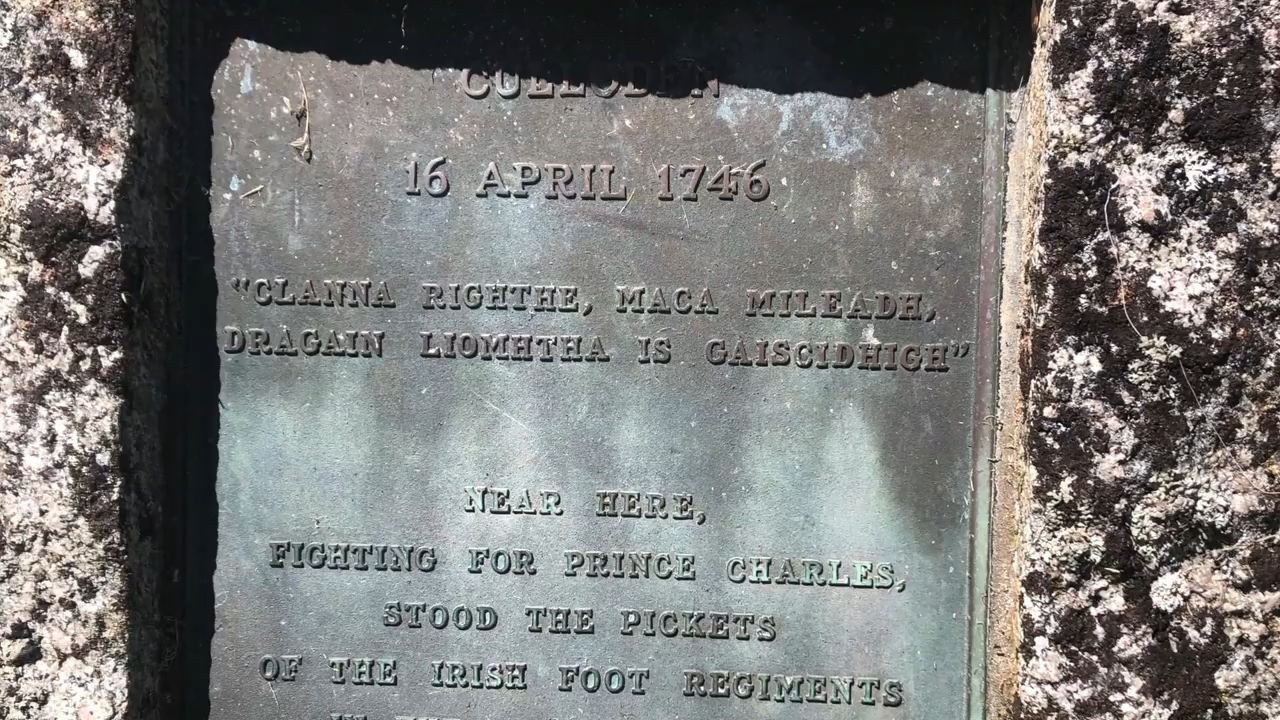 CULLODEN
16 APRIL 1746
"CLANNA RIGHTHE, MACA MILEADH,
DRAGAIN LIOMHTHA IS GAISCIDHIGH"
NEAR HERE,
FIGHTING FOR PRINCE CHARLES,
STOOD THE PICKETS
OF THE IRISH FOOT REGIMENTS